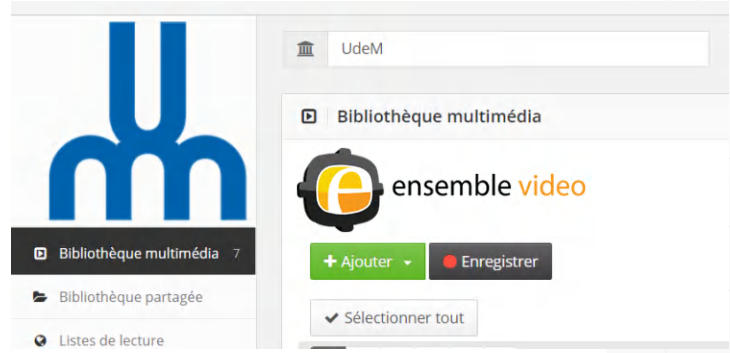 UdeM
Bibliothèque multimédia
ensemble video
Bibliothèque multimédia 7
Ajouter
Enregistrer
Bibliothèque partagée
Sélectionner tout
Listes de lecture